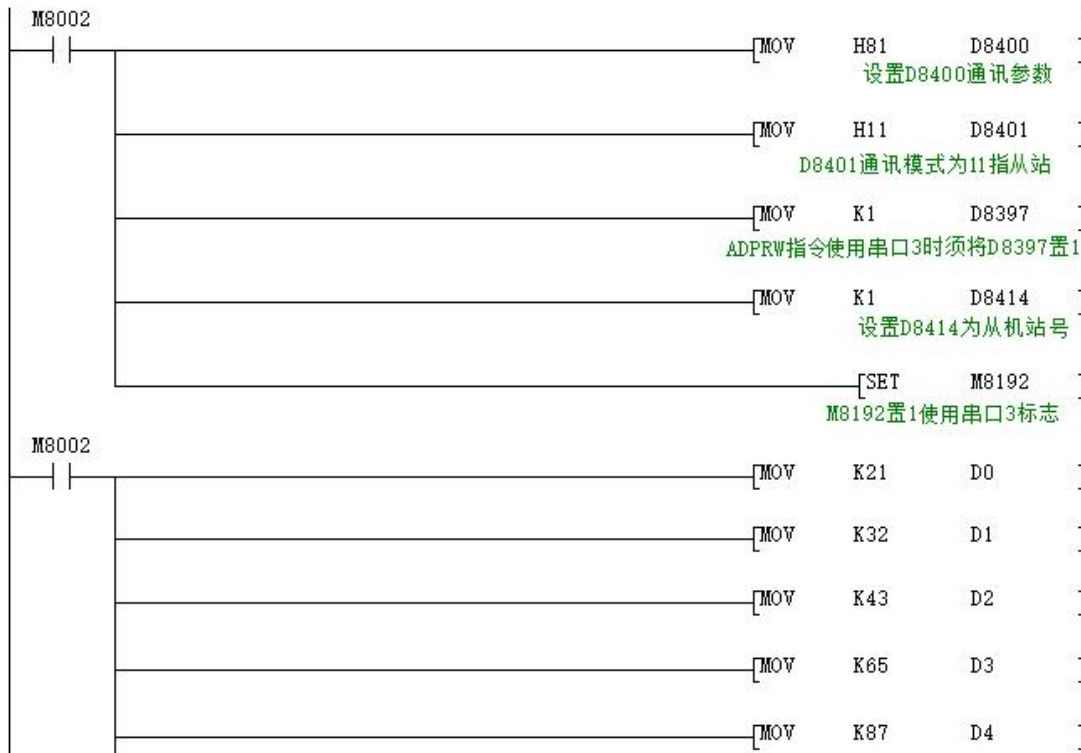 M8002
MOV H81 D8400
设置D8400通讯参数
MOV H11 D8401
D8401通讯模式为11指从站
MOV K1 D8397
ADPRW指令使用串口3时须将D8397置1
MOV K1 D8414
设置D8414为从机站号
SET M8192
M8192置1使用串口3标志
M8002
MOV K21 D0
MOV K32 D1
MOV K43 D2
MOV K65 D3
MOV K87 D4